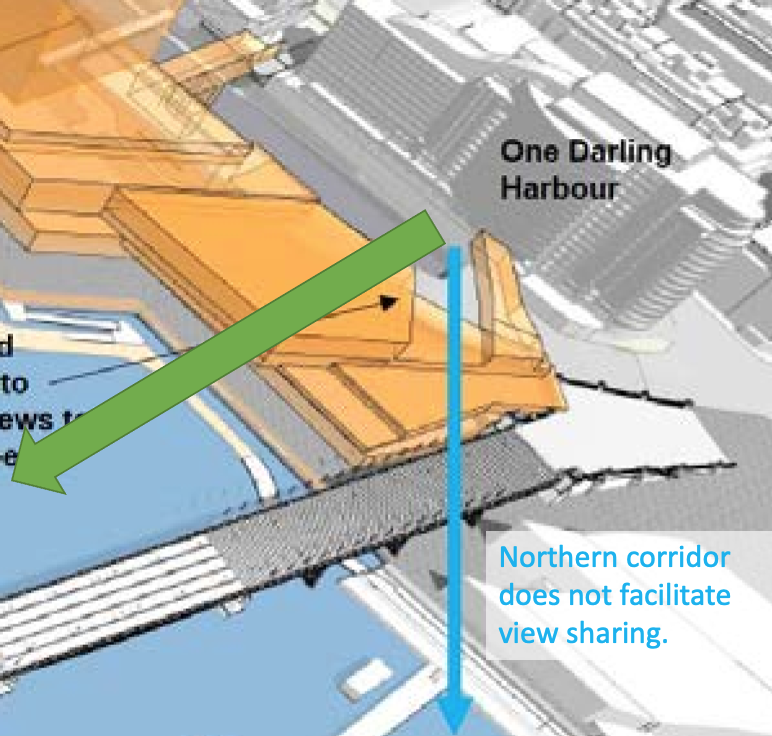 One Darling
Harbour
to
Northern corridor
does not facilitate
view sharing.